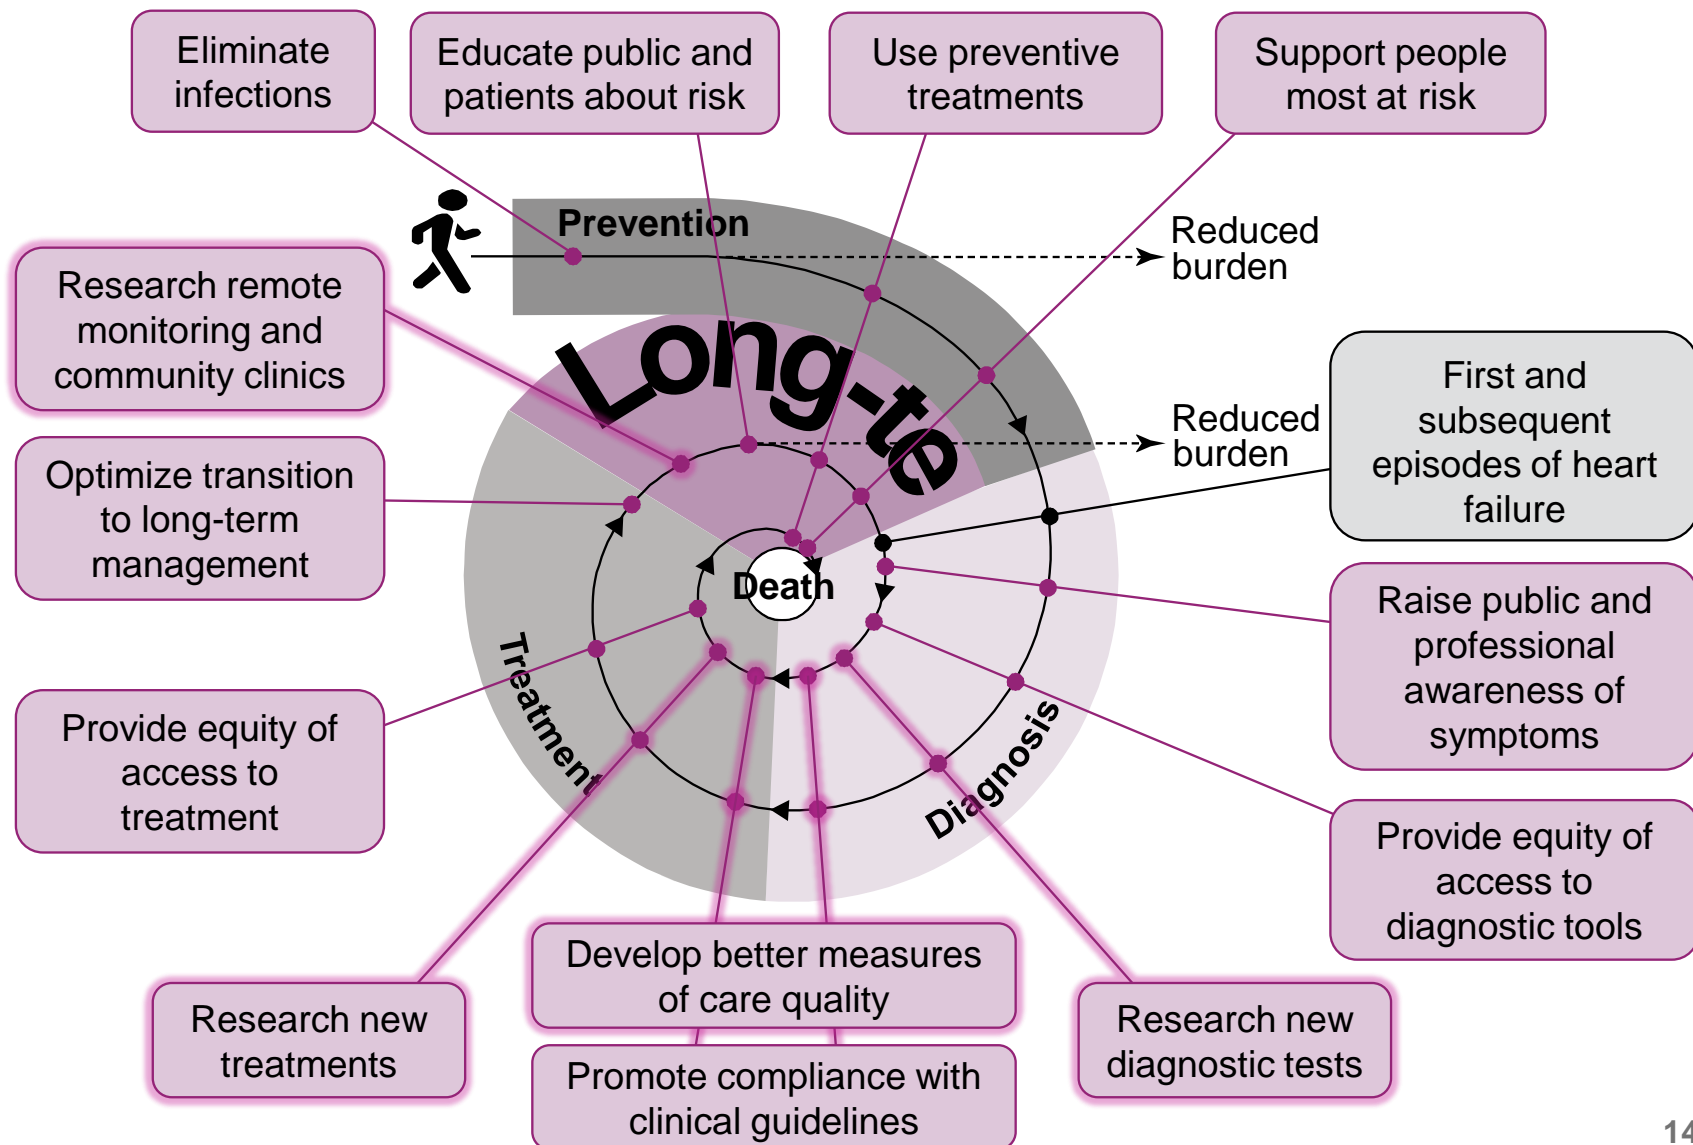 Eliminate
infections
Educate public and
patients about risk
Use preventive
treatments
Support people
most at risk
Prevention
Reduced
burden
Research remote
monitoring and
community clinics
Long-te
First and
subsequent
episodes of heart
failure
Reduced
burden
Optimize transition
to long-term
management
Death
Raise public and
professional
awareness of
symptoms
Treatment
Diagnosis
Provide equity of
access to
treatment
Provide equity of
access to
diagnostic tools
Develop better measures
of care quality
Research new
treatments
Research new
diagnostic tests
Promote compliance with
clinical guidelines
14